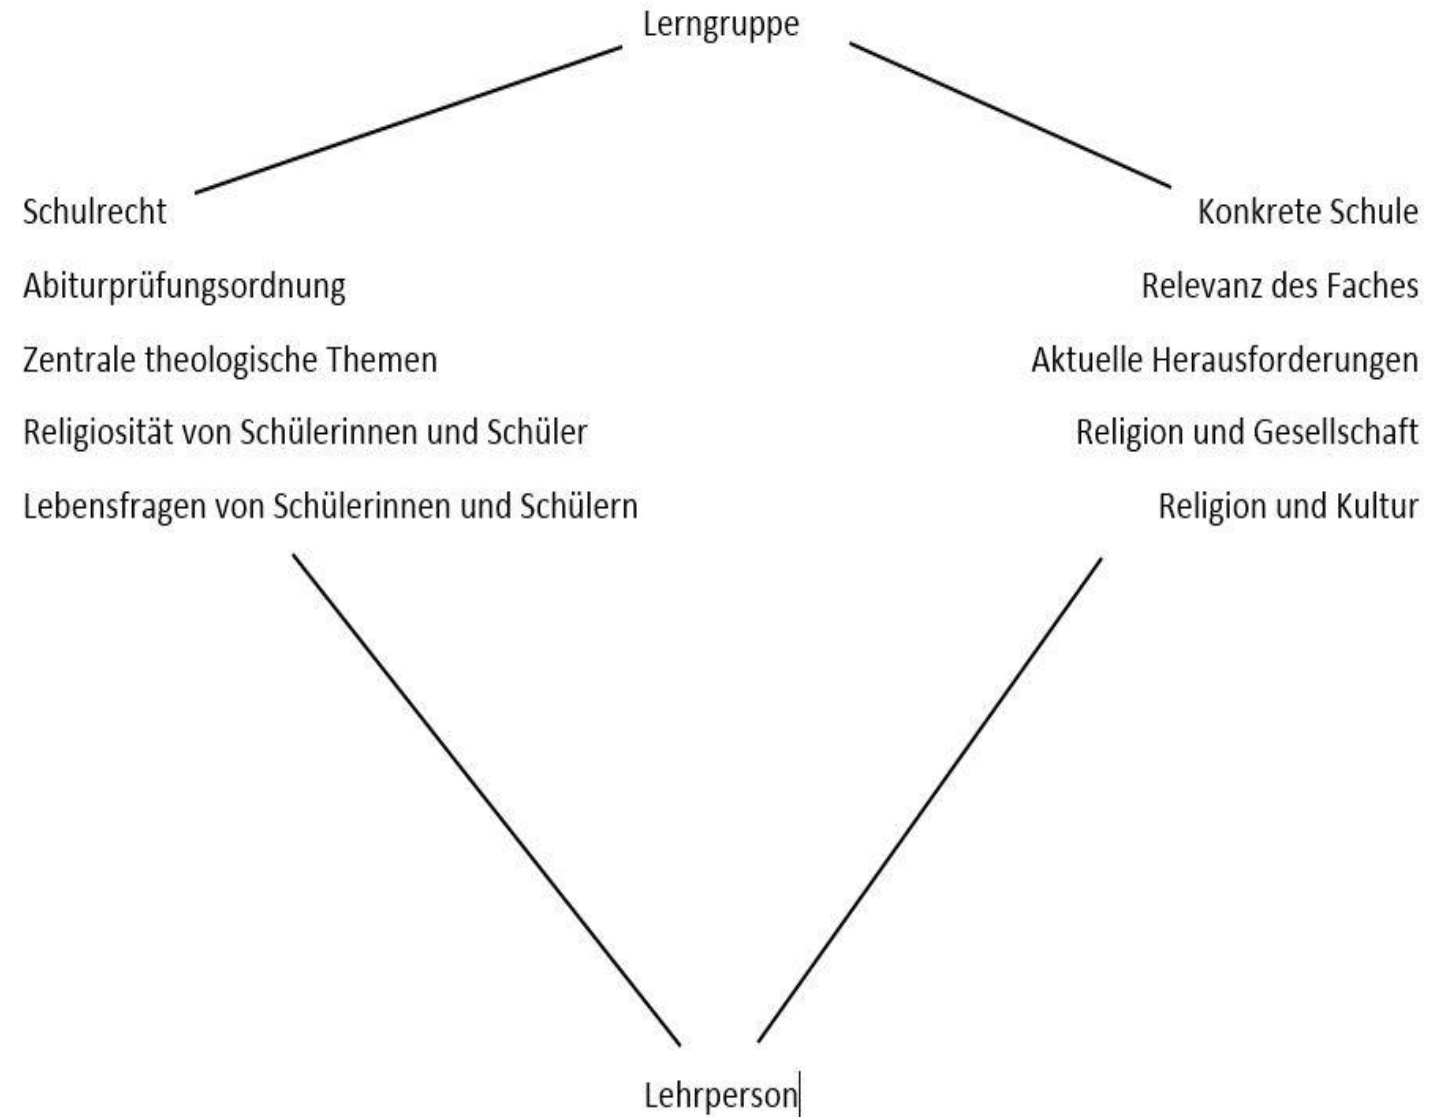 Lerngruppe
Schulrecht
Konkrete Schule
Abiturprüfungsordnung
Relevanz des Faches
Zentrale theologische Themen
Aktuelle Herausforderungen
Religiosität von Schülerinnen und Schüler
Religion und Gesellschaft
Lebensfragen von Schülerinnen und Schülern
Religion und Kultur
Lehrperson